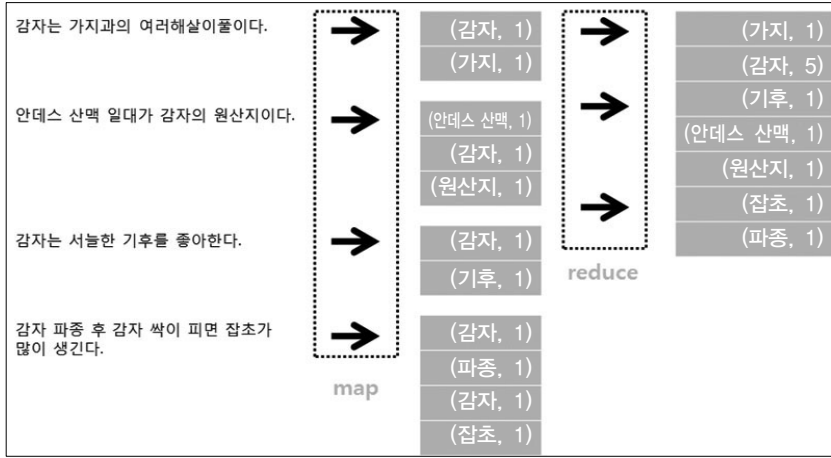 감자는 가지과의 여러해살이풀이다.
안데스 산맥 일대가 감자의 원산지이다.
감자는 서늘한 기후를 좋아한다.
감자 파종 후 감자 싹이 피면 잡초가
많이 생긴다.
map
(감자, 1)
(가지, 1)
(안데스 산맥, 1)
(감자, 1)
(원산지, 1)
(감자, 1)
(기후, 1)
(감자, 1)
(파종, 1)
(감자, 1)
(잡초, 1)
reduce
(가지, 1)
(감자, 5)
(기후, 1)
(안데스 산맥, 1)
(원산지, 1)
(잡초, 1)
(파종, 1)